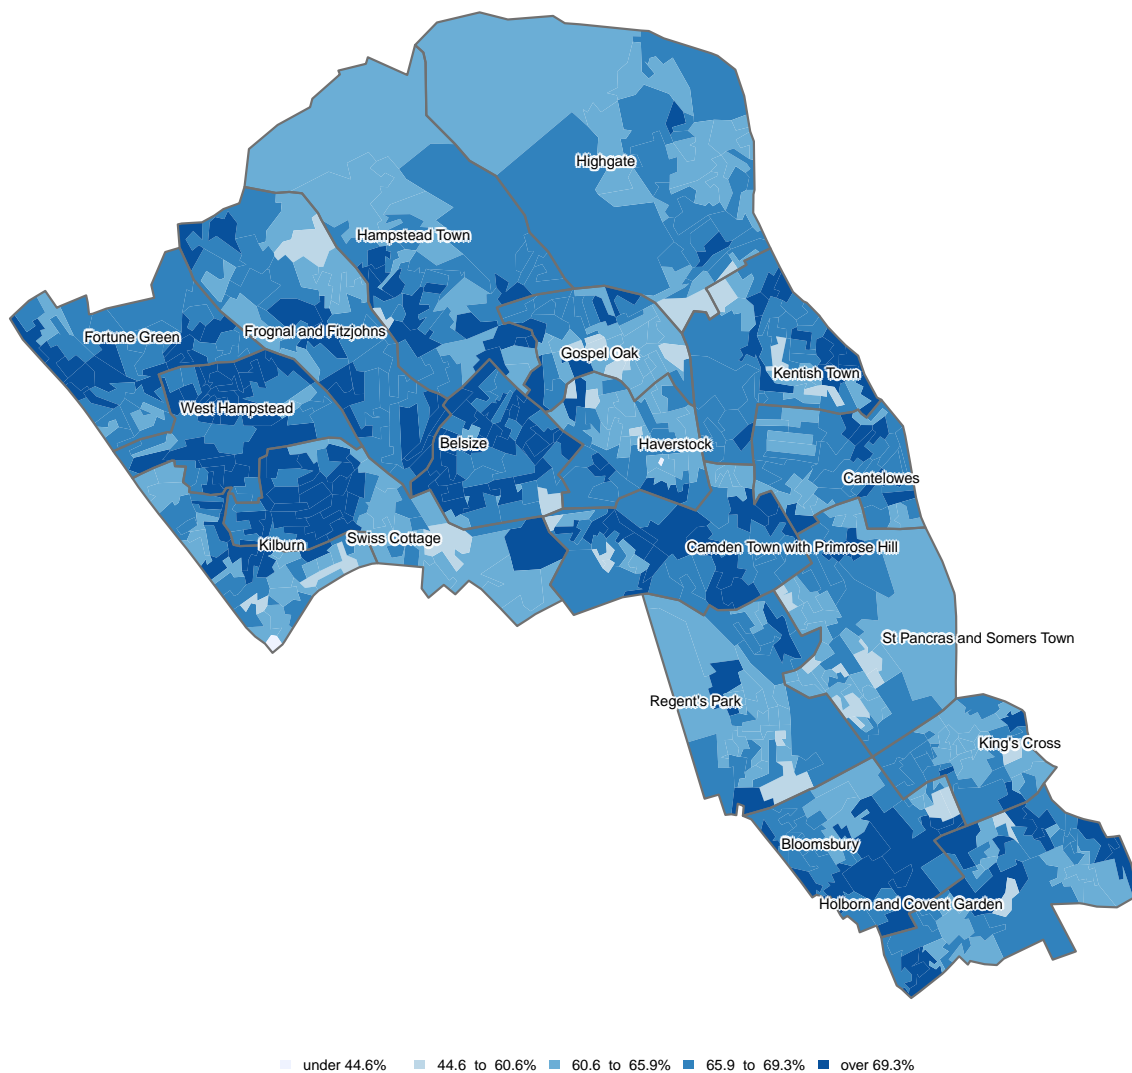 Highgate
Hampstead Town
Fortune Green
Frognal and Fitzjohns
Gospel Oak
Kentish Town
West Hampstead
Belsize
Haverstock
Cantelowes
Swiss Cottage
Kilburn
Camden Town with Primrose Hill
St Pancras and Somers Town
Regent's Park
King's Cross
Bloomsbury
Holborn and Covent Garden
under 44.6% 44.6 to 60.6% 60.6 to 65.9% 65.9 to 69.3% over 69.3%